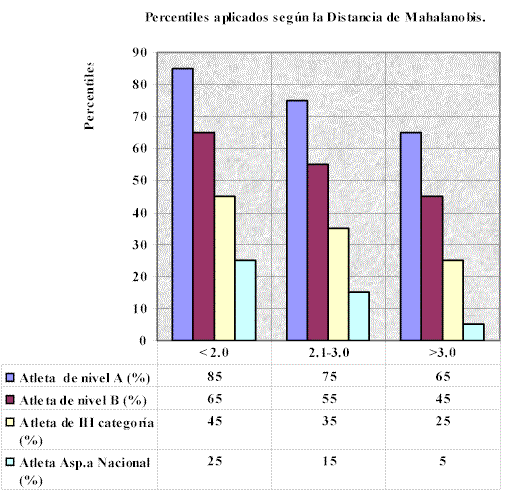 Percentiles aplicados según la Distancia de Mahalanobis.
Percentiles
90
80
70
60
50
40
30
20
10
0
< 2.0 2.1-3.0 >3.0
Atleta de nivel A (%) 85 75 65
Atleta de nivel B (%) 65 55 45
Atleta de III categoría (%) 45 35 25
Atleta Asp.a Nacional (%) 25 15 5